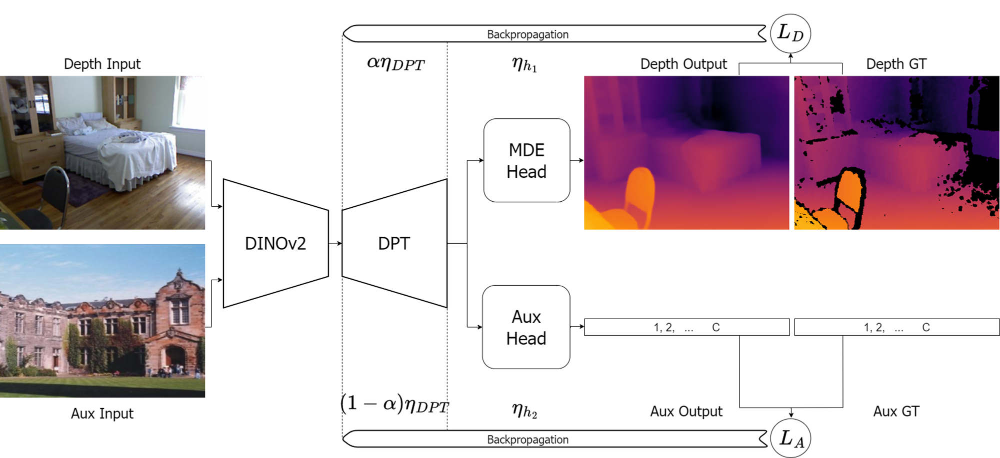 Backpropagation
L_D
αη_DPT
η_h₁
Depth Input
Depth Output
Depth GT
MDE
Head
DINOv2
DPT
Aux
Head
1, 2, ... C
1, 2, ... C
(1 − α)η_DPT
η_h₂
Aux Input
Aux Output
Aux GT
Backpropagation
L_A